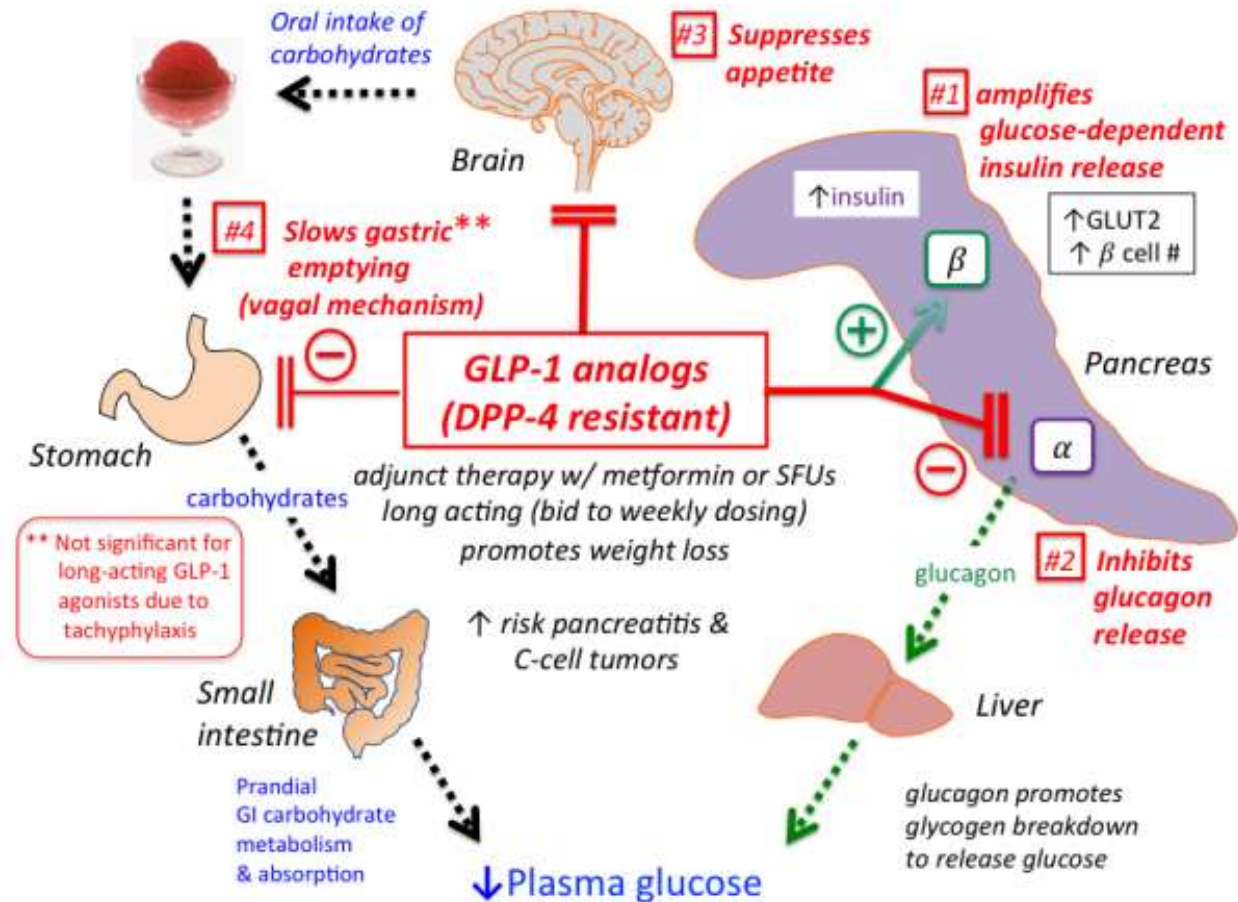 Oral intake of
carbohydrates
#3 Suppresses
appetite
Brain
#1 amplifies
glucose-dependent
insulin release
↑insulin
↑GLUT2
↑ β cell #
β
#4 Slows gastric**
emptying
(vagal mechanism)
+
Pancreas
−
GLP-1 analogs
(DPP-4 resistant)
α
−
Stomach
adjunct therapy w/ metformin or SFUs
long acting (bid to weekly dosing)
promotes weight loss
carbohydrates
** Not significant for
long-acting GLP-1
agonists due to
tachyphylaxis
glucagon
#2 Inhibits
glucagon
release
↑ risk pancreatitis &
C-cell tumors
Small
intestine
Liver
Prandial
GI carbohydrate
metabolism
& absorption
glucagon promotes
glycogen breakdown
to release glucose
↓Plasma glucose